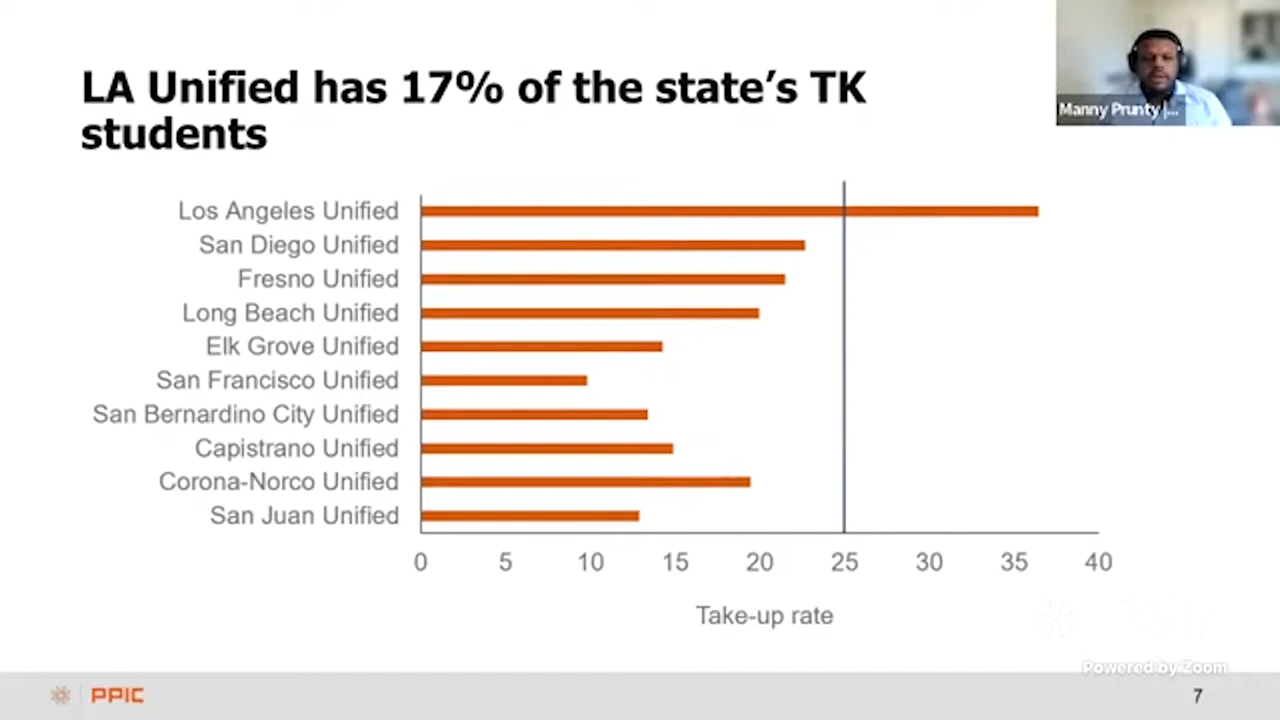 LA Unified has 17% of the state's TK
students
Manny Prunty |...
Los Angeles Unified
San Diego Unified
Fresno Unified
Long Beach Unified
Elk Grove Unified
San Francisco Unified
San Bernardino City Unified
Capistrano Unified
Corona-Norco Unified
San Juan Unified
0 5 10 15 20 25 30 35 40
Take-up rate
Powered by Zoom
PPIC
7